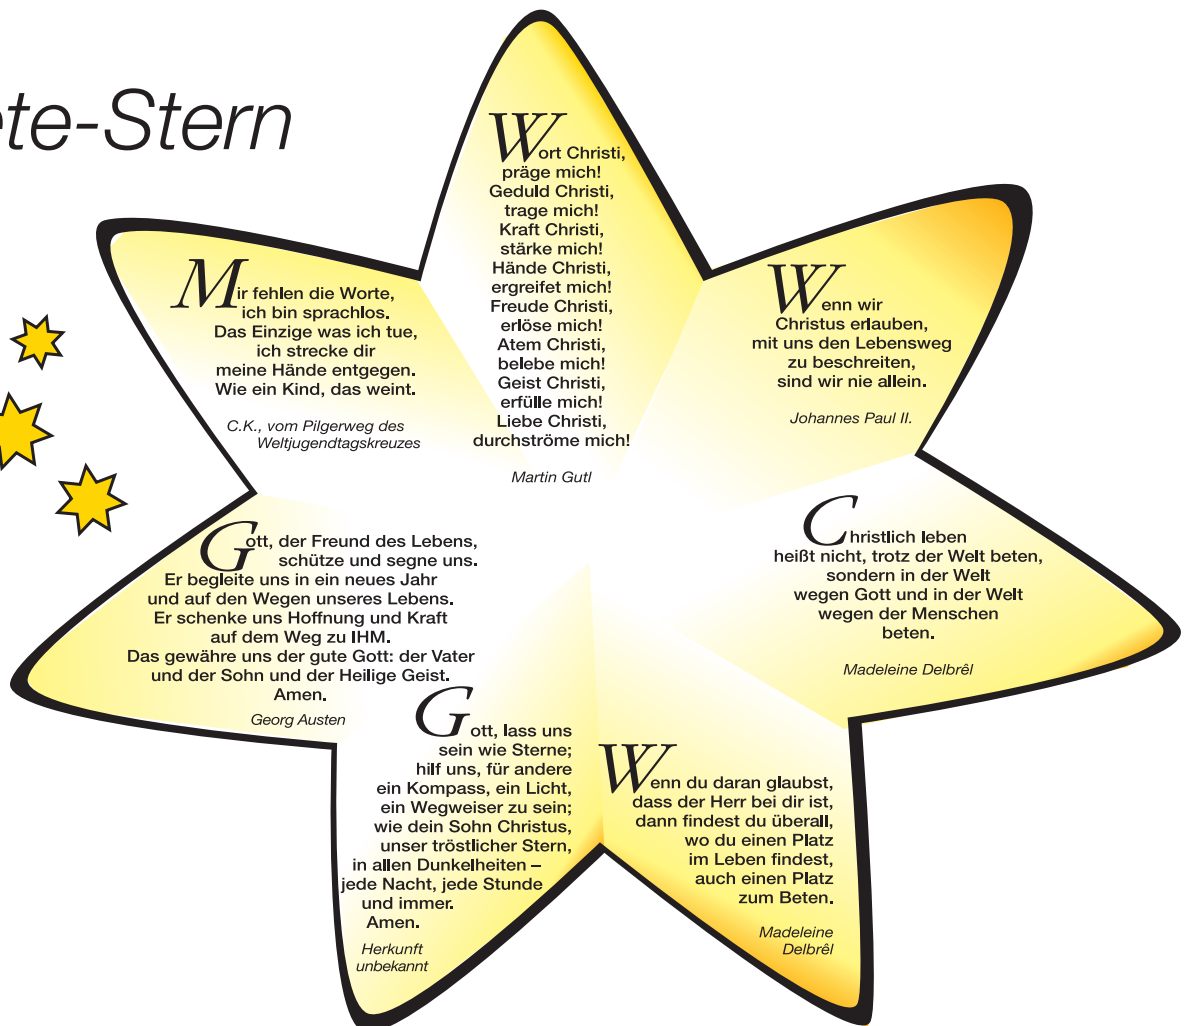 ete-Stern
Wort Christi,
präge mich!
Geduld Christi,
trage mich!
Kraft Christi,
stärke mich!
Hände Christi,
ergreifet mich!
Freude Christi,
erlöse mich!
Atem Christi,
belebe mich!
Geist Christi,
erfülle mich!
Liebe Christi,
durchströme mich!
Martin Gutl
Mir fehlen die Worte,
ich bin sprachlos.
Das Einzige was ich tue,
ich strecke dir
meine Hände entgegen.
Wie ein Kind, das weint.
C.K., vom Pilgerweg des
Weltjugendtagskreuzes
Wenn wir
Christus erlauben,
mit uns den Lebensweg
zu beschreiten,
sind wir nie allein.
Johannes Paul II.
Gott, der Freund des Lebens,
schütze und segne uns.
Er begleite uns in ein neues Jahr
und auf den Wegen unseres Lebens.
Er schenke uns Hoffnung und Kraft
auf dem Weg zu IHM.
Das gewähre uns der gute Gott: der Vater
und der Sohn und der Heilige Geist.
Amen.
Georg Austen
Christlich leben
heißt nicht, trotz der Welt beten,
sondern in der Welt
wegen Gott und in der Welt
wegen der Menschen
beten.
Madeleine Delbrêl
Gott, lass uns
sein wie Sterne;
hilf uns, für andere
ein Kompass, ein Licht,
ein Wegweiser zu sein;
wie dein Sohn Christus,
unser tröstlicher Stern,
in allen Dunkelheiten –
jede Nacht, jede Stunde
und immer.
Amen.
Herkunft
unbekannt
Wenn du daran glaubst,
dass der Herr bei dir ist,
dann findest du überall,
wo du einen Platz
im Leben findest,
auch einen Platz
zum Beten.
Madeleine
Delbrêl